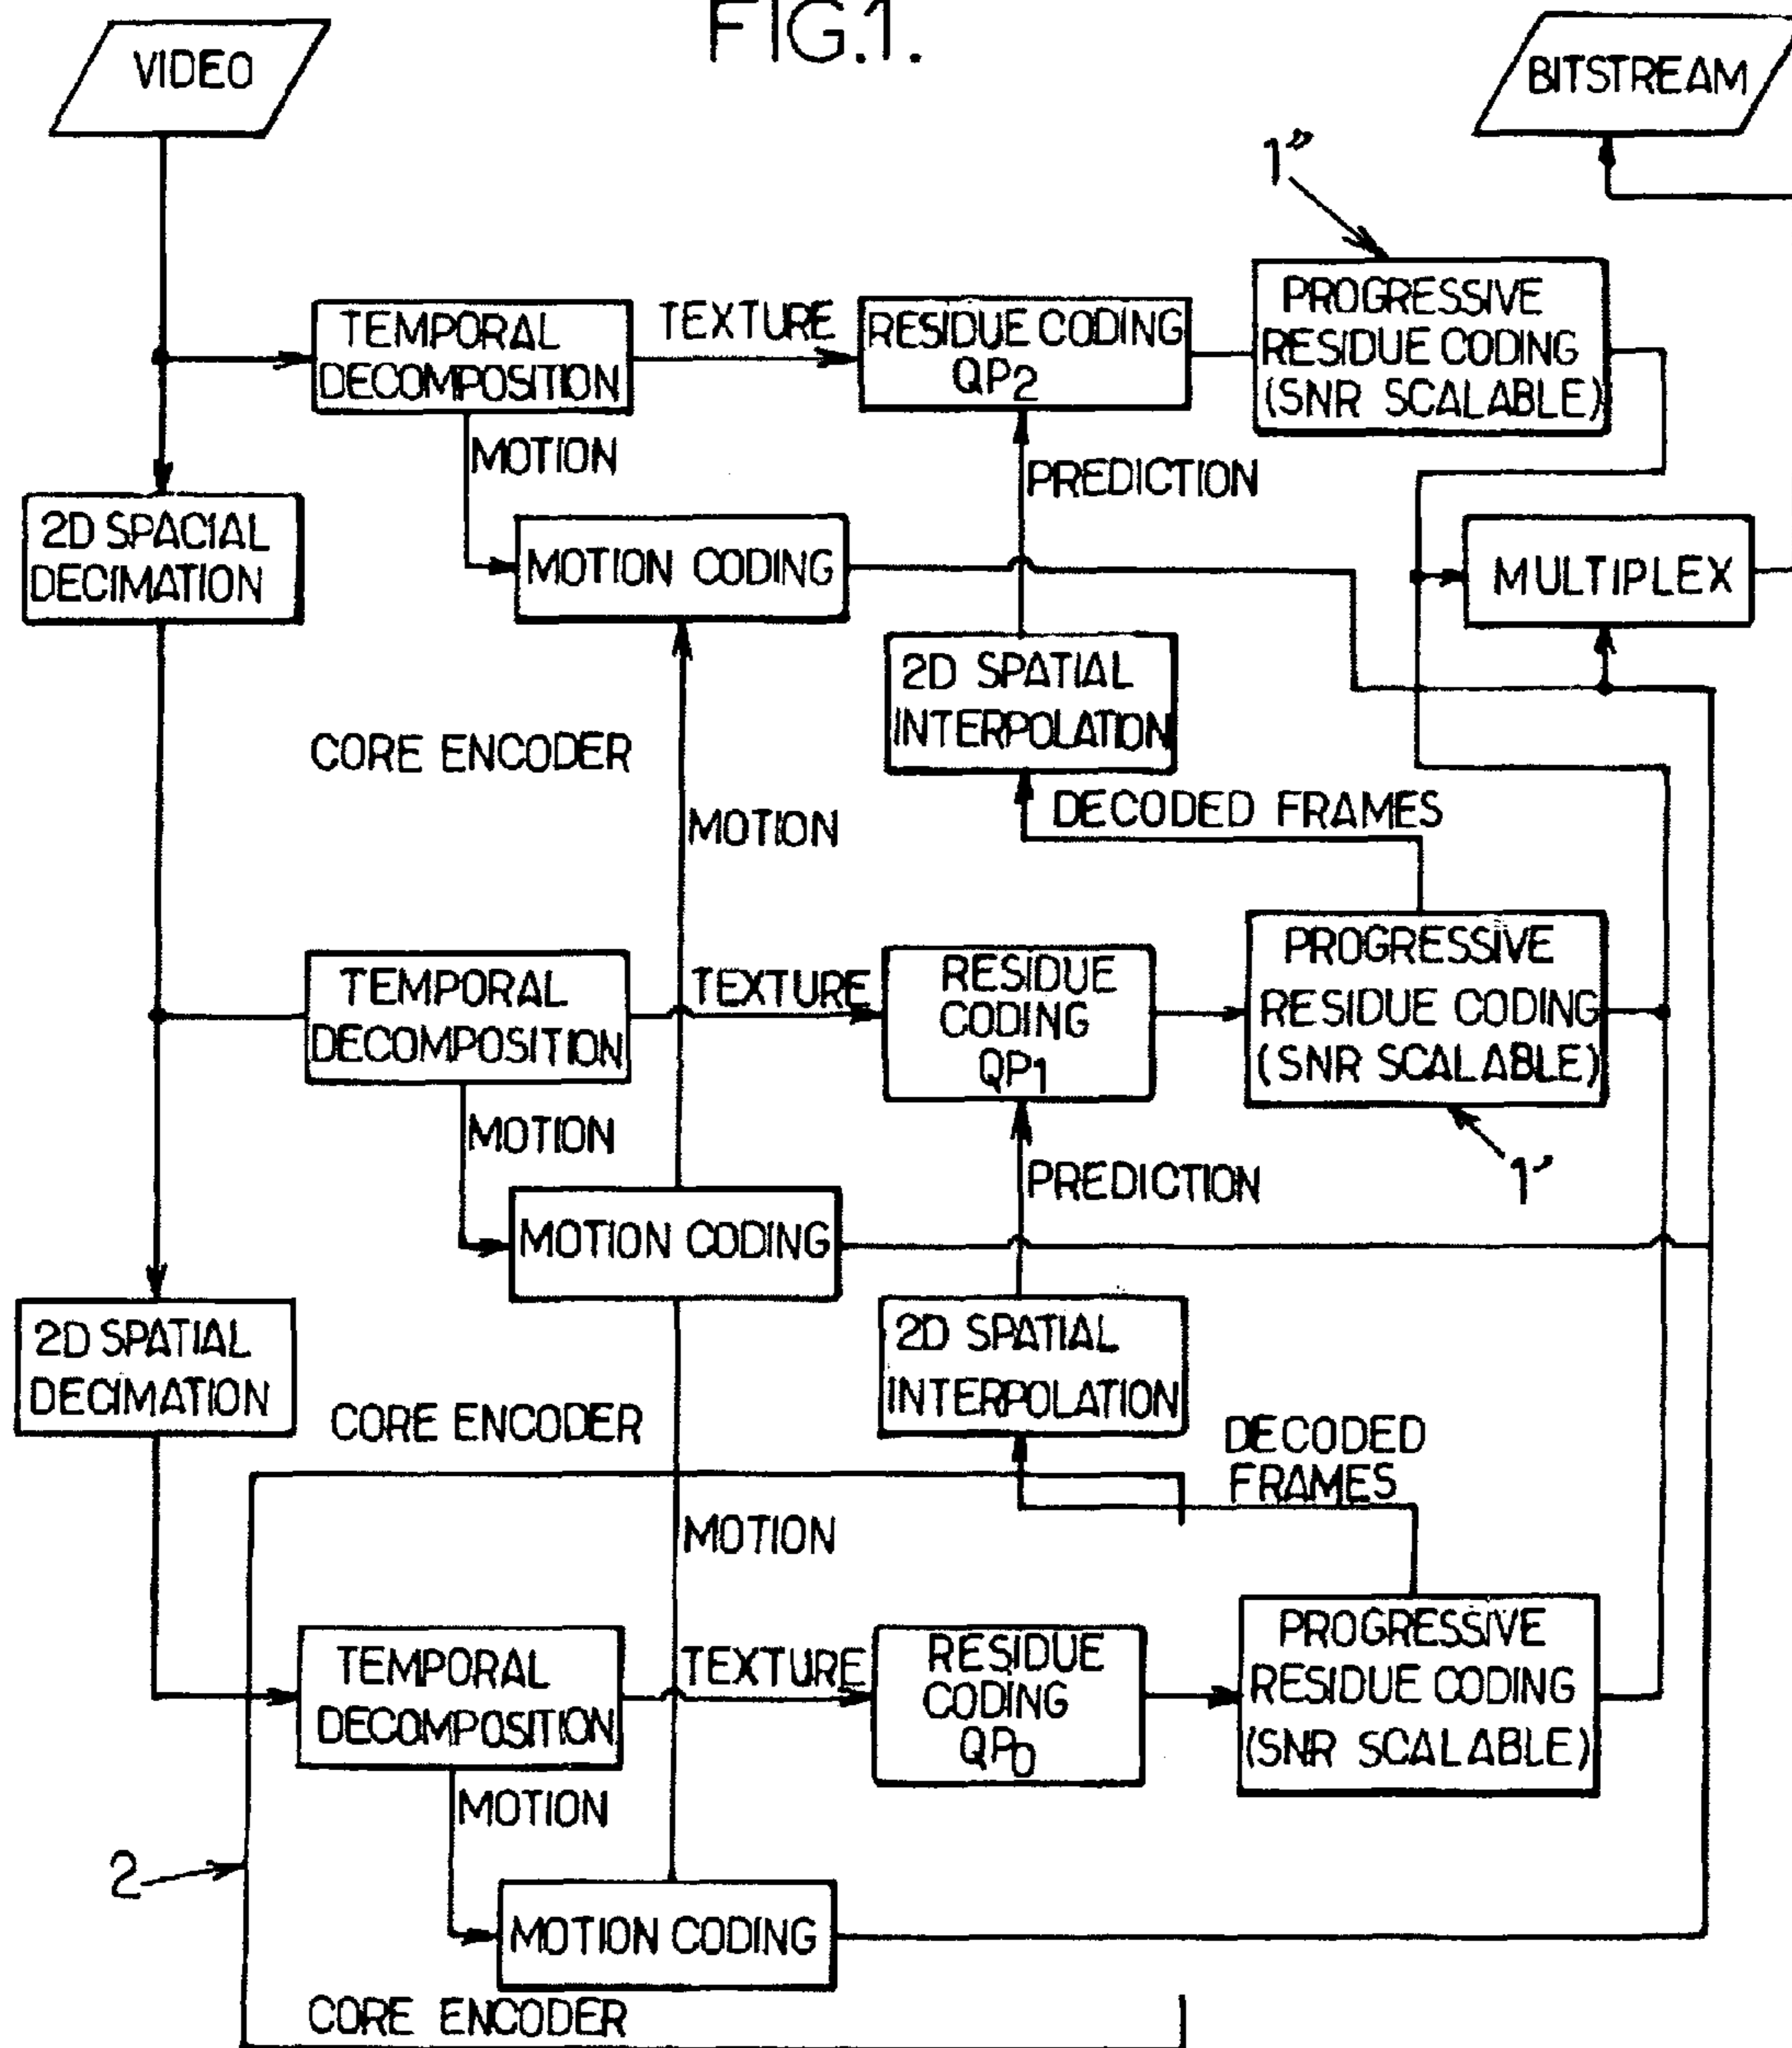 FIG.1.
VIDEO
BITSTREAM
1"
TEMPORAL
DECOMPOSITION
TEXTURE
RESIDUE CODING
QP2
PROGRESSIVE
RESIDUE CODING
(SNR SCALABLE)
MOTION
PREDICTION
2D SPACIAL
DECIMATION
MOTION CODING
MULTIPLEX
2D SPATIAL
INTERPOLATION
CORE ENCODER
MOTION
DECODED FRAMES
TEMPORAL
DECOMPOSITION
TEXTURE
RESIDUE
CODING
QP1
PROGRESSIVE
RESIDUE CODING
(SNR SCALABLE)
MOTION
PREDICTION
1'
MOTION CODING
2D SPATIAL
DECIMATION
2D SPATIAL
INTERPOLATION
CORE ENCODER
DECODED
FRAMES
MOTION
TEMPORAL
DECOMPOSITION
TEXTURE
RESIDUE
CODING
QP0
PROGRESSIVE
RESIDUE CODING
(SNR SCALABLE)
MOTION
2
MOTION CODING
CORE ENCODER